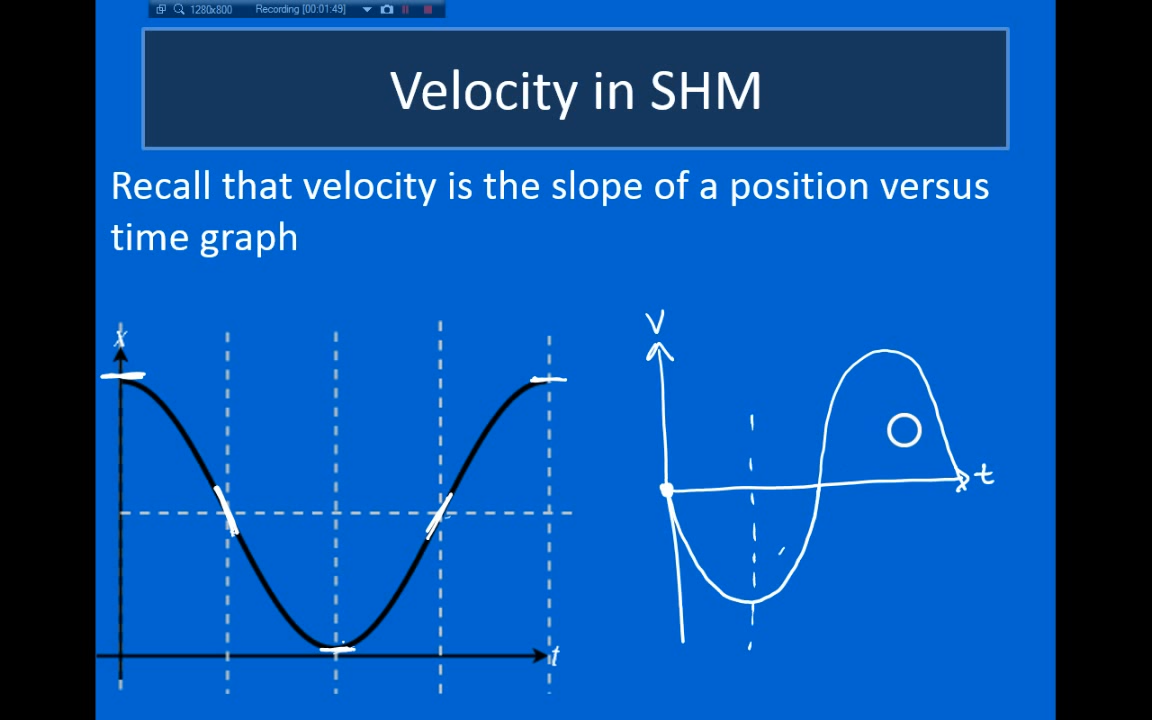 1280x800 Recording [00:01:49]
Velocity in SHM
Recall that velocity is the slope of a position versus
time graph
x
t
V
t